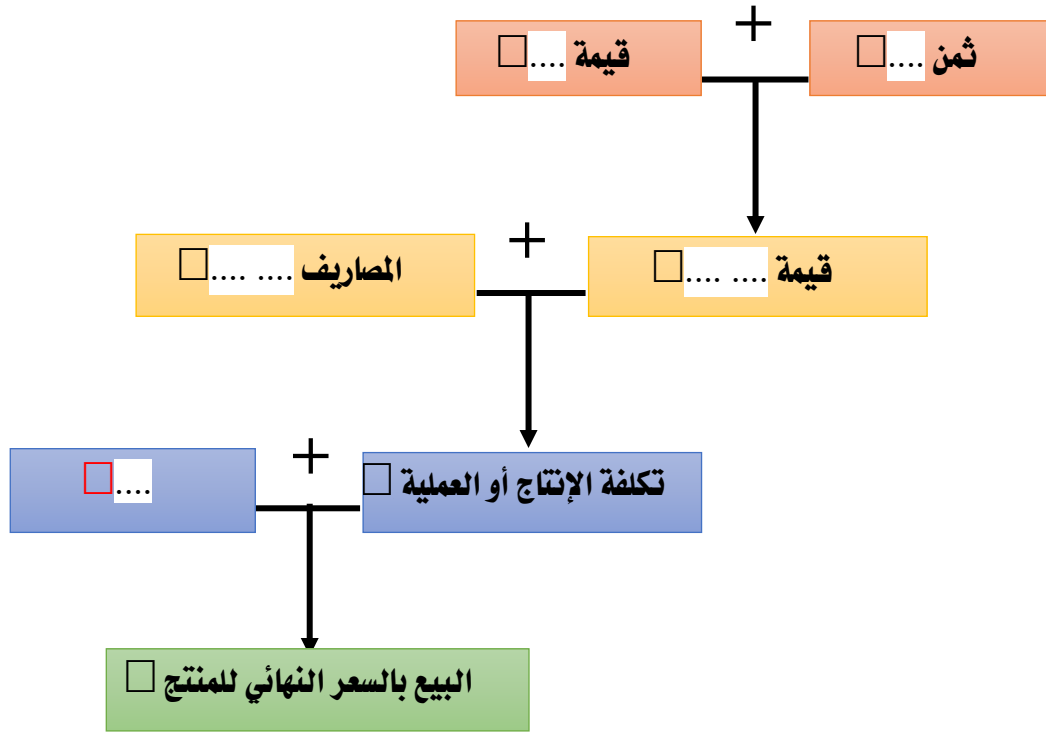 +
ثمن ....□
قيمة ....□
+
قيمة .... ....□
المصاريف .... ....□
+
تكلفة الإنتاج أو العملية □
....□
البيع بالسعر النهائي للمنتج □